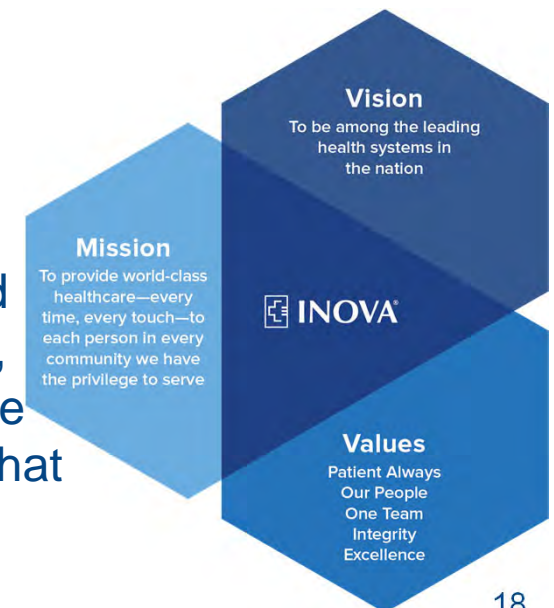 Vision
To be among the leading
health systems in
the nation
Mission
To provide world-class
healthcare—every
time, every touch—to
each person in every
community we have
the privilege to serve
INOVA®
Values
Patient Always
Our People
One Team
Integrity
Excellence
d
,
e
hat
18